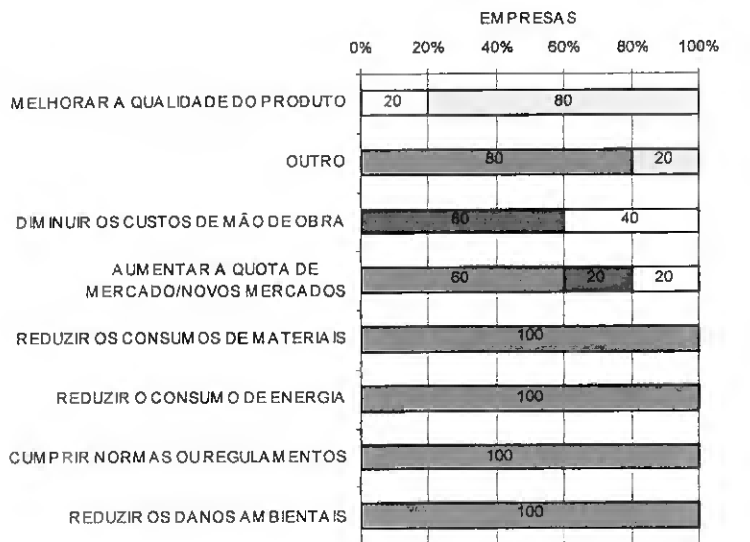 EMPRESAS
0% 20% 40% 60% 80% 100%
MELHORAR A QUALIDADE DO PRODUTO 20 80
OUTRO 80 20
DIMINUIR OS CUSTOS DE MÃO DE OBRA 60 40
AUMENTAR A QUOTA DE
MERCADO/NOVOS MERCADOS 60 20 20
REDUZIR OS CONSUMOS DE MATERIAIS 100
REDUZIR O CONSUMO DE ENERGIA 100
CUMPRIR NORMAS OU REGULAMENTOS 100
REDUZIR OS DANOS AMBIENTAIS 100